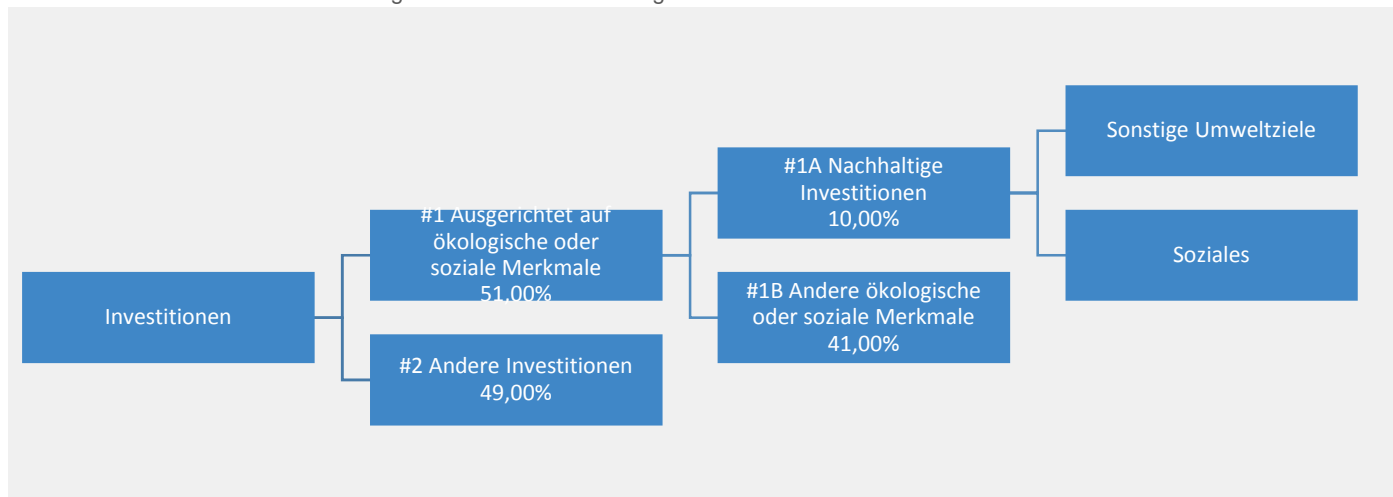 Investitionen
#1 Ausgerichtet auf
ökologische oder
soziale Merkmale
51,00%
#2 Andere Investitionen
49,00%
#1A Nachhaltige
Investitionen
10,00%
#1B Andere ökologische
oder soziale Merkmale
41,00%
Sonstige Umweltziele
Soziales